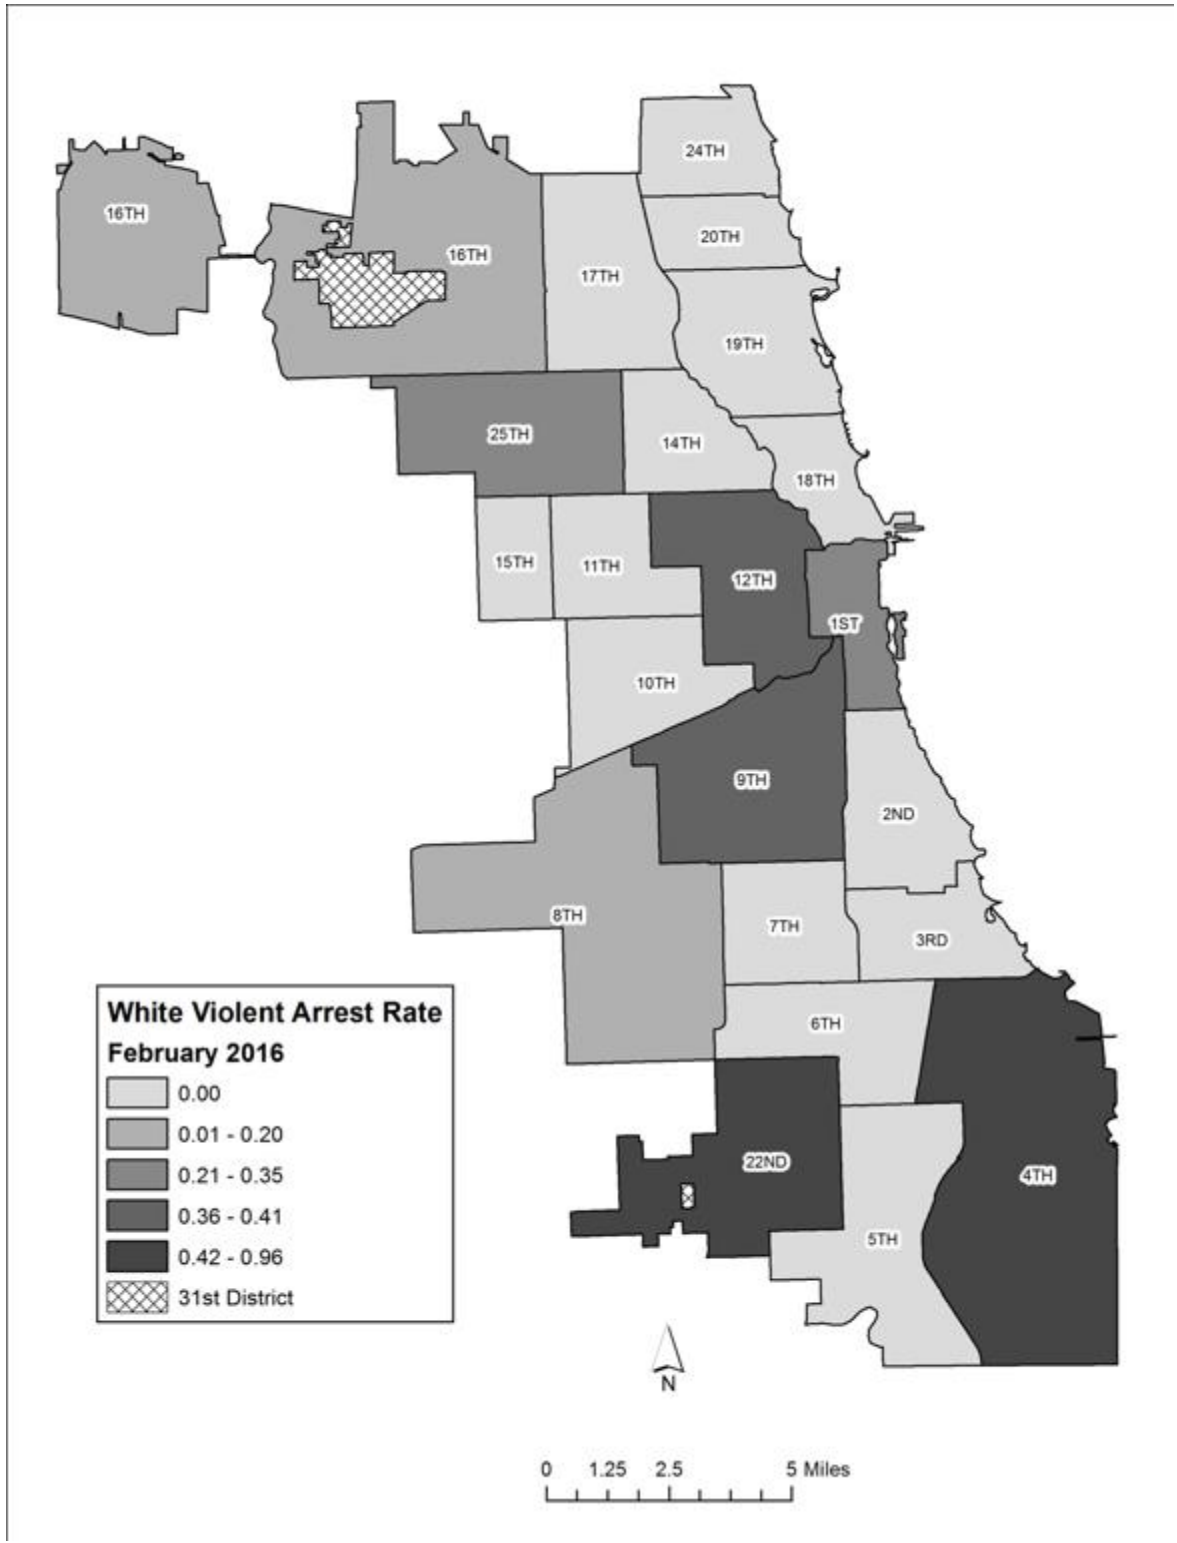 24TH
16TH
20TH
16TH
17TH
19TH
25TH
14TH
18TH
15TH
11TH
12TH
1ST
10TH
9TH
2ND
8TH
7TH
3RD
6TH
22ND
4TH
5TH
White Violent Arrest Rate
February 2016
0.00
0.01 - 0.20
0.21 - 0.35
0.36 - 0.41
0.42 - 0.96
31st District
N
0 1.25 2.5 5 Miles